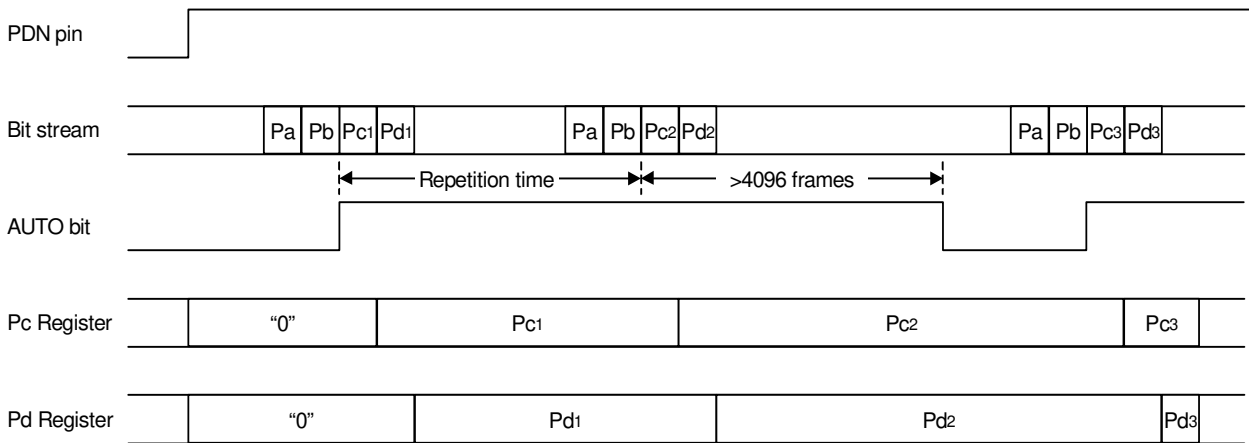 PDN pin
Bit stream
Pa Pb Pc1 Pd1 Pa Pb Pc2 Pd2 Pa Pb Pc3 Pd3
Repetition time >4096 frames
AUTO bit
Pc Register “0” Pc1 Pc2 Pc3
Pd Register “0” Pd1 Pd2 Pd3